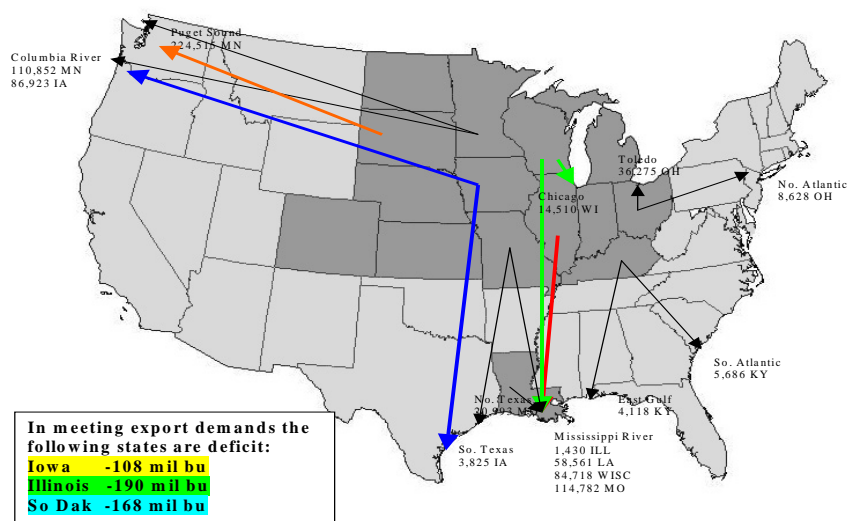 Puget Sound
224,515 MN
Columbia River
110,852 MN
86,923 IA
Toledo
36,275 OH
No. Atlantic
8,628 OH
Chicago
14,510 WI
So. Atlantic
5,686 KY
No. Texas
20,993
East Gulf
4,118 KY
So. Texas
3,825 IA
Mississippi River
1,430 ILL
58,561 LA
84,718 WISC
114,782 MO
In meeting export demands the
following states are deficit:
Iowa -108 mil bu
Illinois -190 mil bu
So Dak -168 mil bu